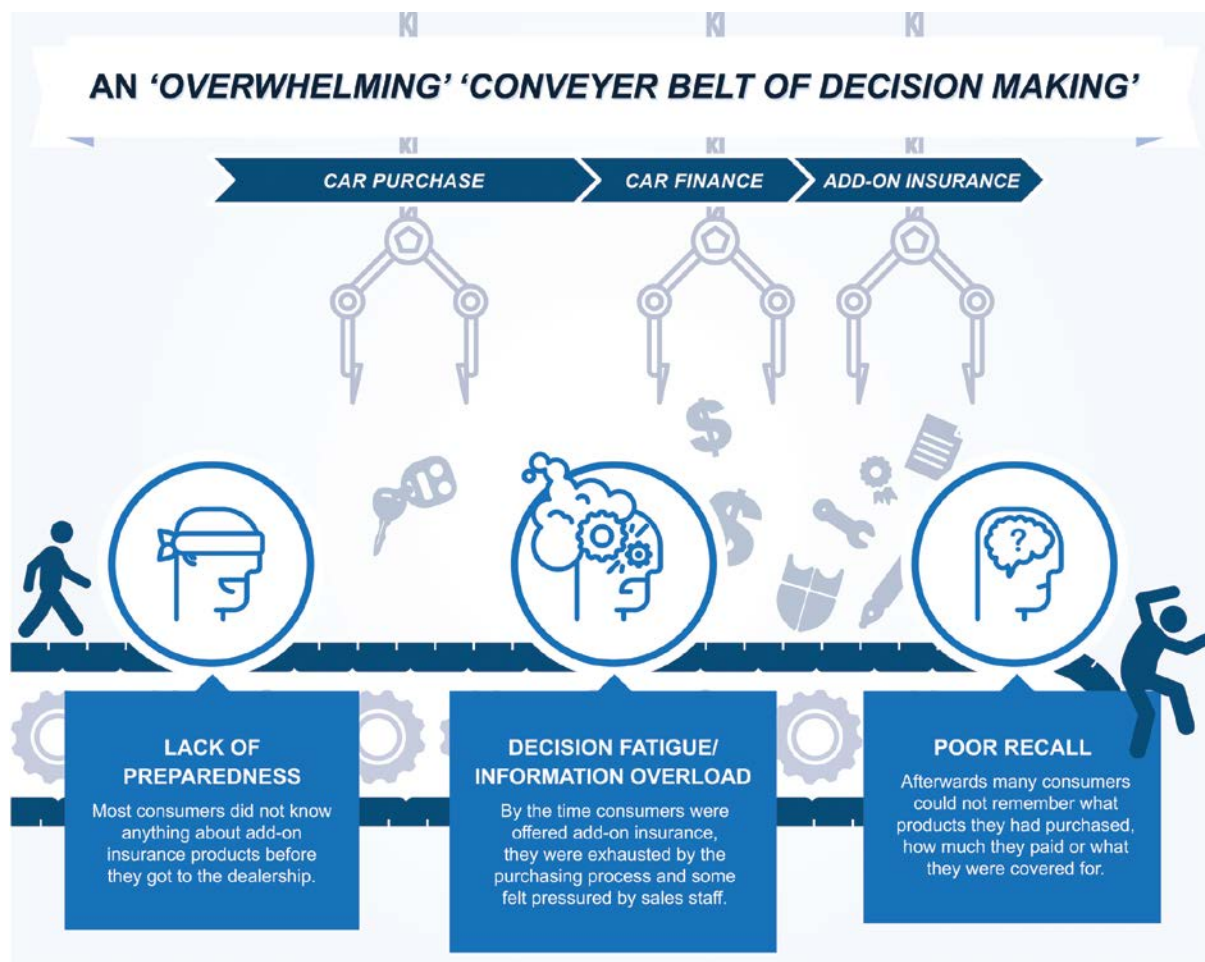 AN ‘OVERWHELMING’ ‘CONVEYER BELT OF DECISION MAKING’
CAR PURCHASE
CAR FINANCE
ADD-ON INSURANCE
$
$
?
LACK OF
PREPAREDNESS
Most consumers did not know
anything about add-on
insurance products before
they got to the dealership.
DECISION FATIGUE/
INFORMATION OVERLOAD
By the time consumers were
offered add-on insurance,
they were exhausted by the
purchasing process and some
felt pressured by sales staff.
POOR RECALL
Afterwards many consumers
could not remember what
products they had purchased,
how much they paid or what
they were covered for.